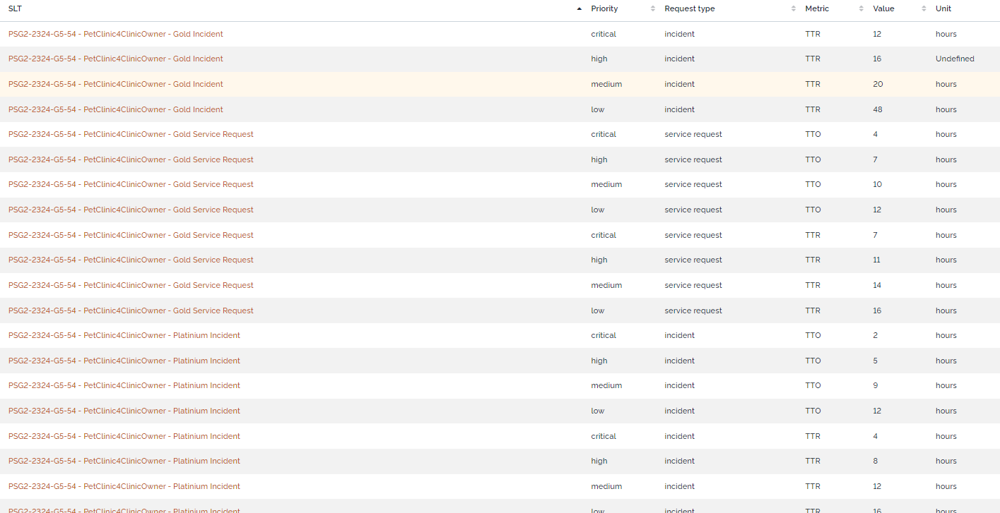 SLT Priority Request type Metric Value Unit
PSG2-2324-G5-54 - PetClinic4ClinicOwner - Gold Incident critical incident TTR 12 hours
PSG2-2324-G5-54 - PetClinic4ClinicOwner - Gold Incident high incident TTR 16 Undefined
PSG2-2324-G5-54 - PetClinic4ClinicOwner - Gold Incident medium incident TTR 20 hours
PSG2-2324-G5-54 - PetClinic4ClinicOwner - Gold Incident low incident TTR 48 hours
PSG2-2324-G5-54 - PetClinic4ClinicOwner - Gold Service Request critical service request TTO 4 hours
PSG2-2324-G5-54 - PetClinic4ClinicOwner - Gold Service Request high service request TTO 7 hours
PSG2-2324-G5-54 - PetClinic4ClinicOwner - Gold Service Request medium service request TTO 10 hours
PSG2-2324-G5-54 - PetClinic4ClinicOwner - Gold Service Request low service request TTO 12 hours
PSG2-2324-G5-54 - PetClinic4ClinicOwner - Gold Service Request critical service request TTR 7 hours
PSG2-2324-G5-54 - PetClinic4ClinicOwner - Gold Service Request high service request TTR 11 hours
PSG2-2324-G5-54 - PetClinic4ClinicOwner - Gold Service Request medium service request TTR 14 hours
PSG2-2324-G5-54 - PetClinic4ClinicOwner - Gold Service Request low service request TTR 16 hours
PSG2-2324-G5-54 - PetClinic4ClinicOwner - Platinium Incident critical incident TTO 2 hours
PSG2-2324-G5-54 - PetClinic4ClinicOwner - Platinium Incident high incident TTO 5 hours
PSG2-2324-G5-54 - PetClinic4ClinicOwner - Platinium Incident medium incident TTO 9 hours
PSG2-2324-G5-54 - PetClinic4ClinicOwner - Platinium Incident low incident TTO 12 hours
PSG2-2324-G5-54 - PetClinic4ClinicOwner - Platinium Incident critical incident TTR 4 hours
PSG2-2324-G5-54 - PetClinic4ClinicOwner - Platinium Incident high incident TTR 8 hours
PSG2-2324-G5-54 - PetClinic4ClinicOwner - Platinium Incident medium incident TTR 12 hours
PSG2-2324-G5-54 - PetClinic4ClinicOwner - Platinium Incident low incident TTR 16 hours